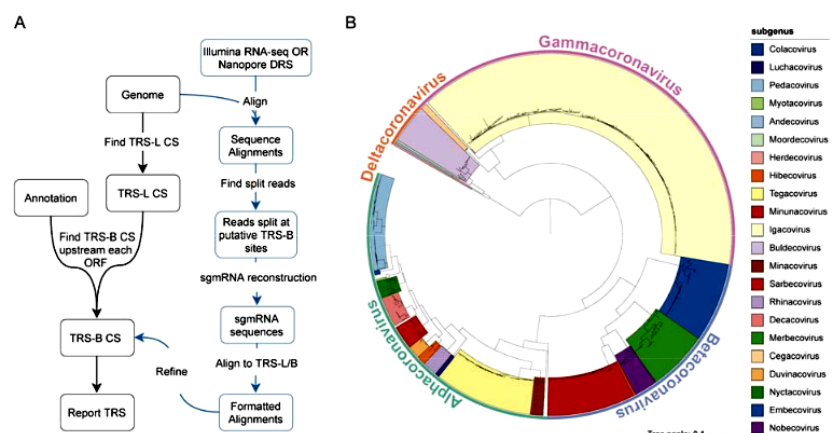 A
Illumina RNA-seq OR
Nanopore DRS
Genome
Align
Find TRS-L CS
Sequence
Alignments
Find split reads
Annotation
TRS-L CS
Reads split at
putative TRS-B
sites
Find TRS-B CS
upstream each
ORF
sgmRNA reconstruction
sgmRNA
sequences
TRS-B CS
Align to TRS-L/B
Refine
Report TRS
Formatted
Alignments
B
Gammacoronavirus
Deltacoronavirus
Alphacoronavirus
Betacoronavirus
subgenus
Colacovirus
Luchacovirus
Pedacovirus
Myotacovirus
Andecovirus
Moordecovirus
Herdecovirus
Hibecovirus
Tegacovirus
Minunacovirus
Igacovirus
Buldecovirus
Minacovirus
Sarbecovirus
Rhinacovirus
Decacovirus
Merbecovirus
Cegacovirus
Duvinacovirus
Nyctacovirus
Embecovirus
Nobecovirus